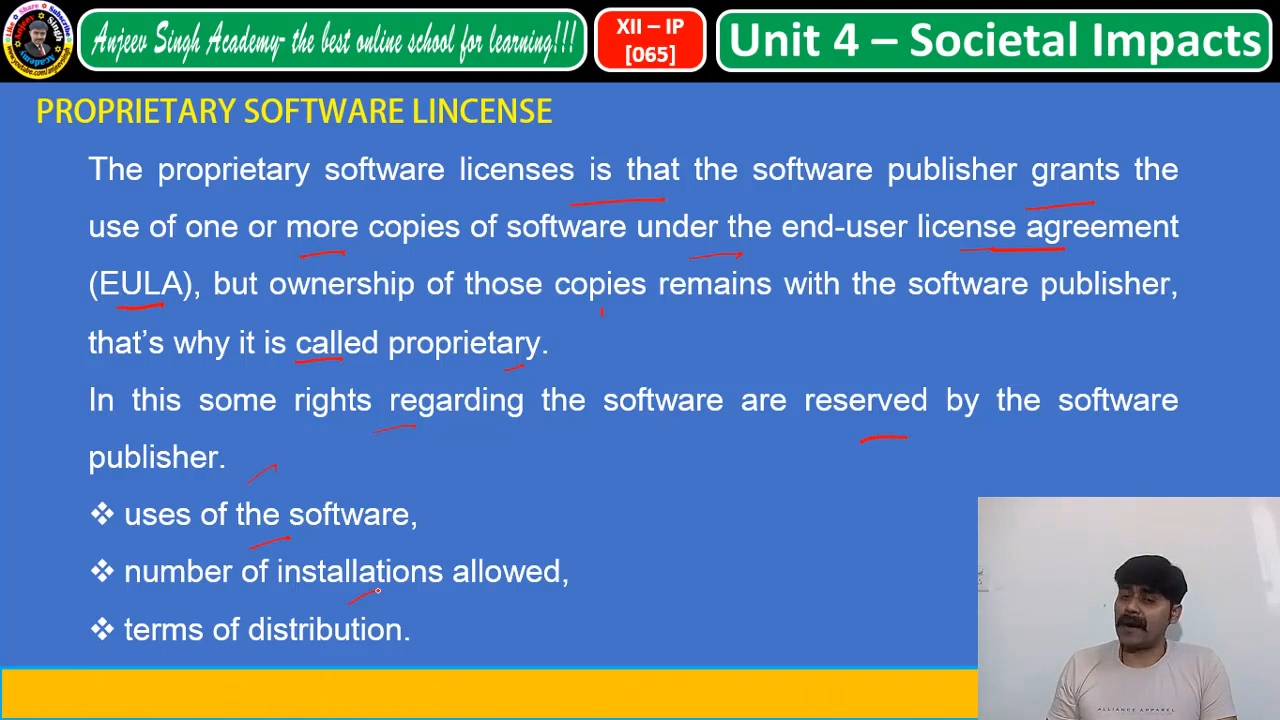 Anjeev Singh Academy- the best online school for learning!!!
XII – IP
[065]
Unit 4 – Societal Impacts
PROPRIETARY SOFTWARE LINCENSE
The proprietary software licenses is that the software publisher grants the
use of one or more copies of software under the end-user license agreement
(EULA), but ownership of those copies remains with the software publisher,
that’s why it is called proprietary.
In this some rights regarding the software are reserved by the software
publisher.
❖ uses of the software,
❖ number of installations allowed,
❖ terms of distribution.
ALLIANCE APPAREL